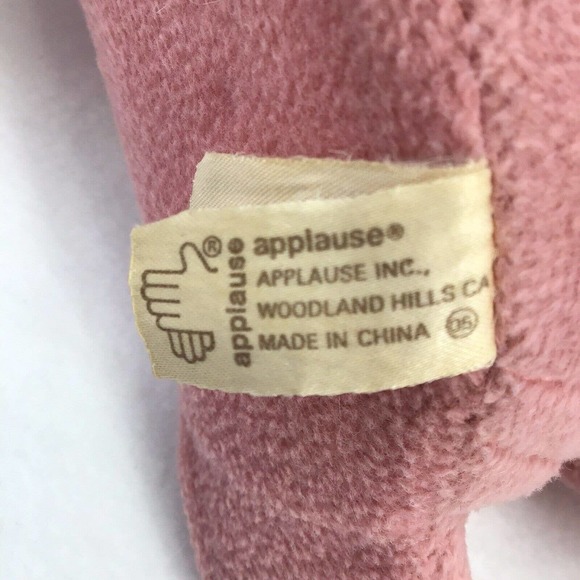 applause®
applause®
APPLAUSE INC.,
WOODLAND HILLS CA
MADE IN CHINA